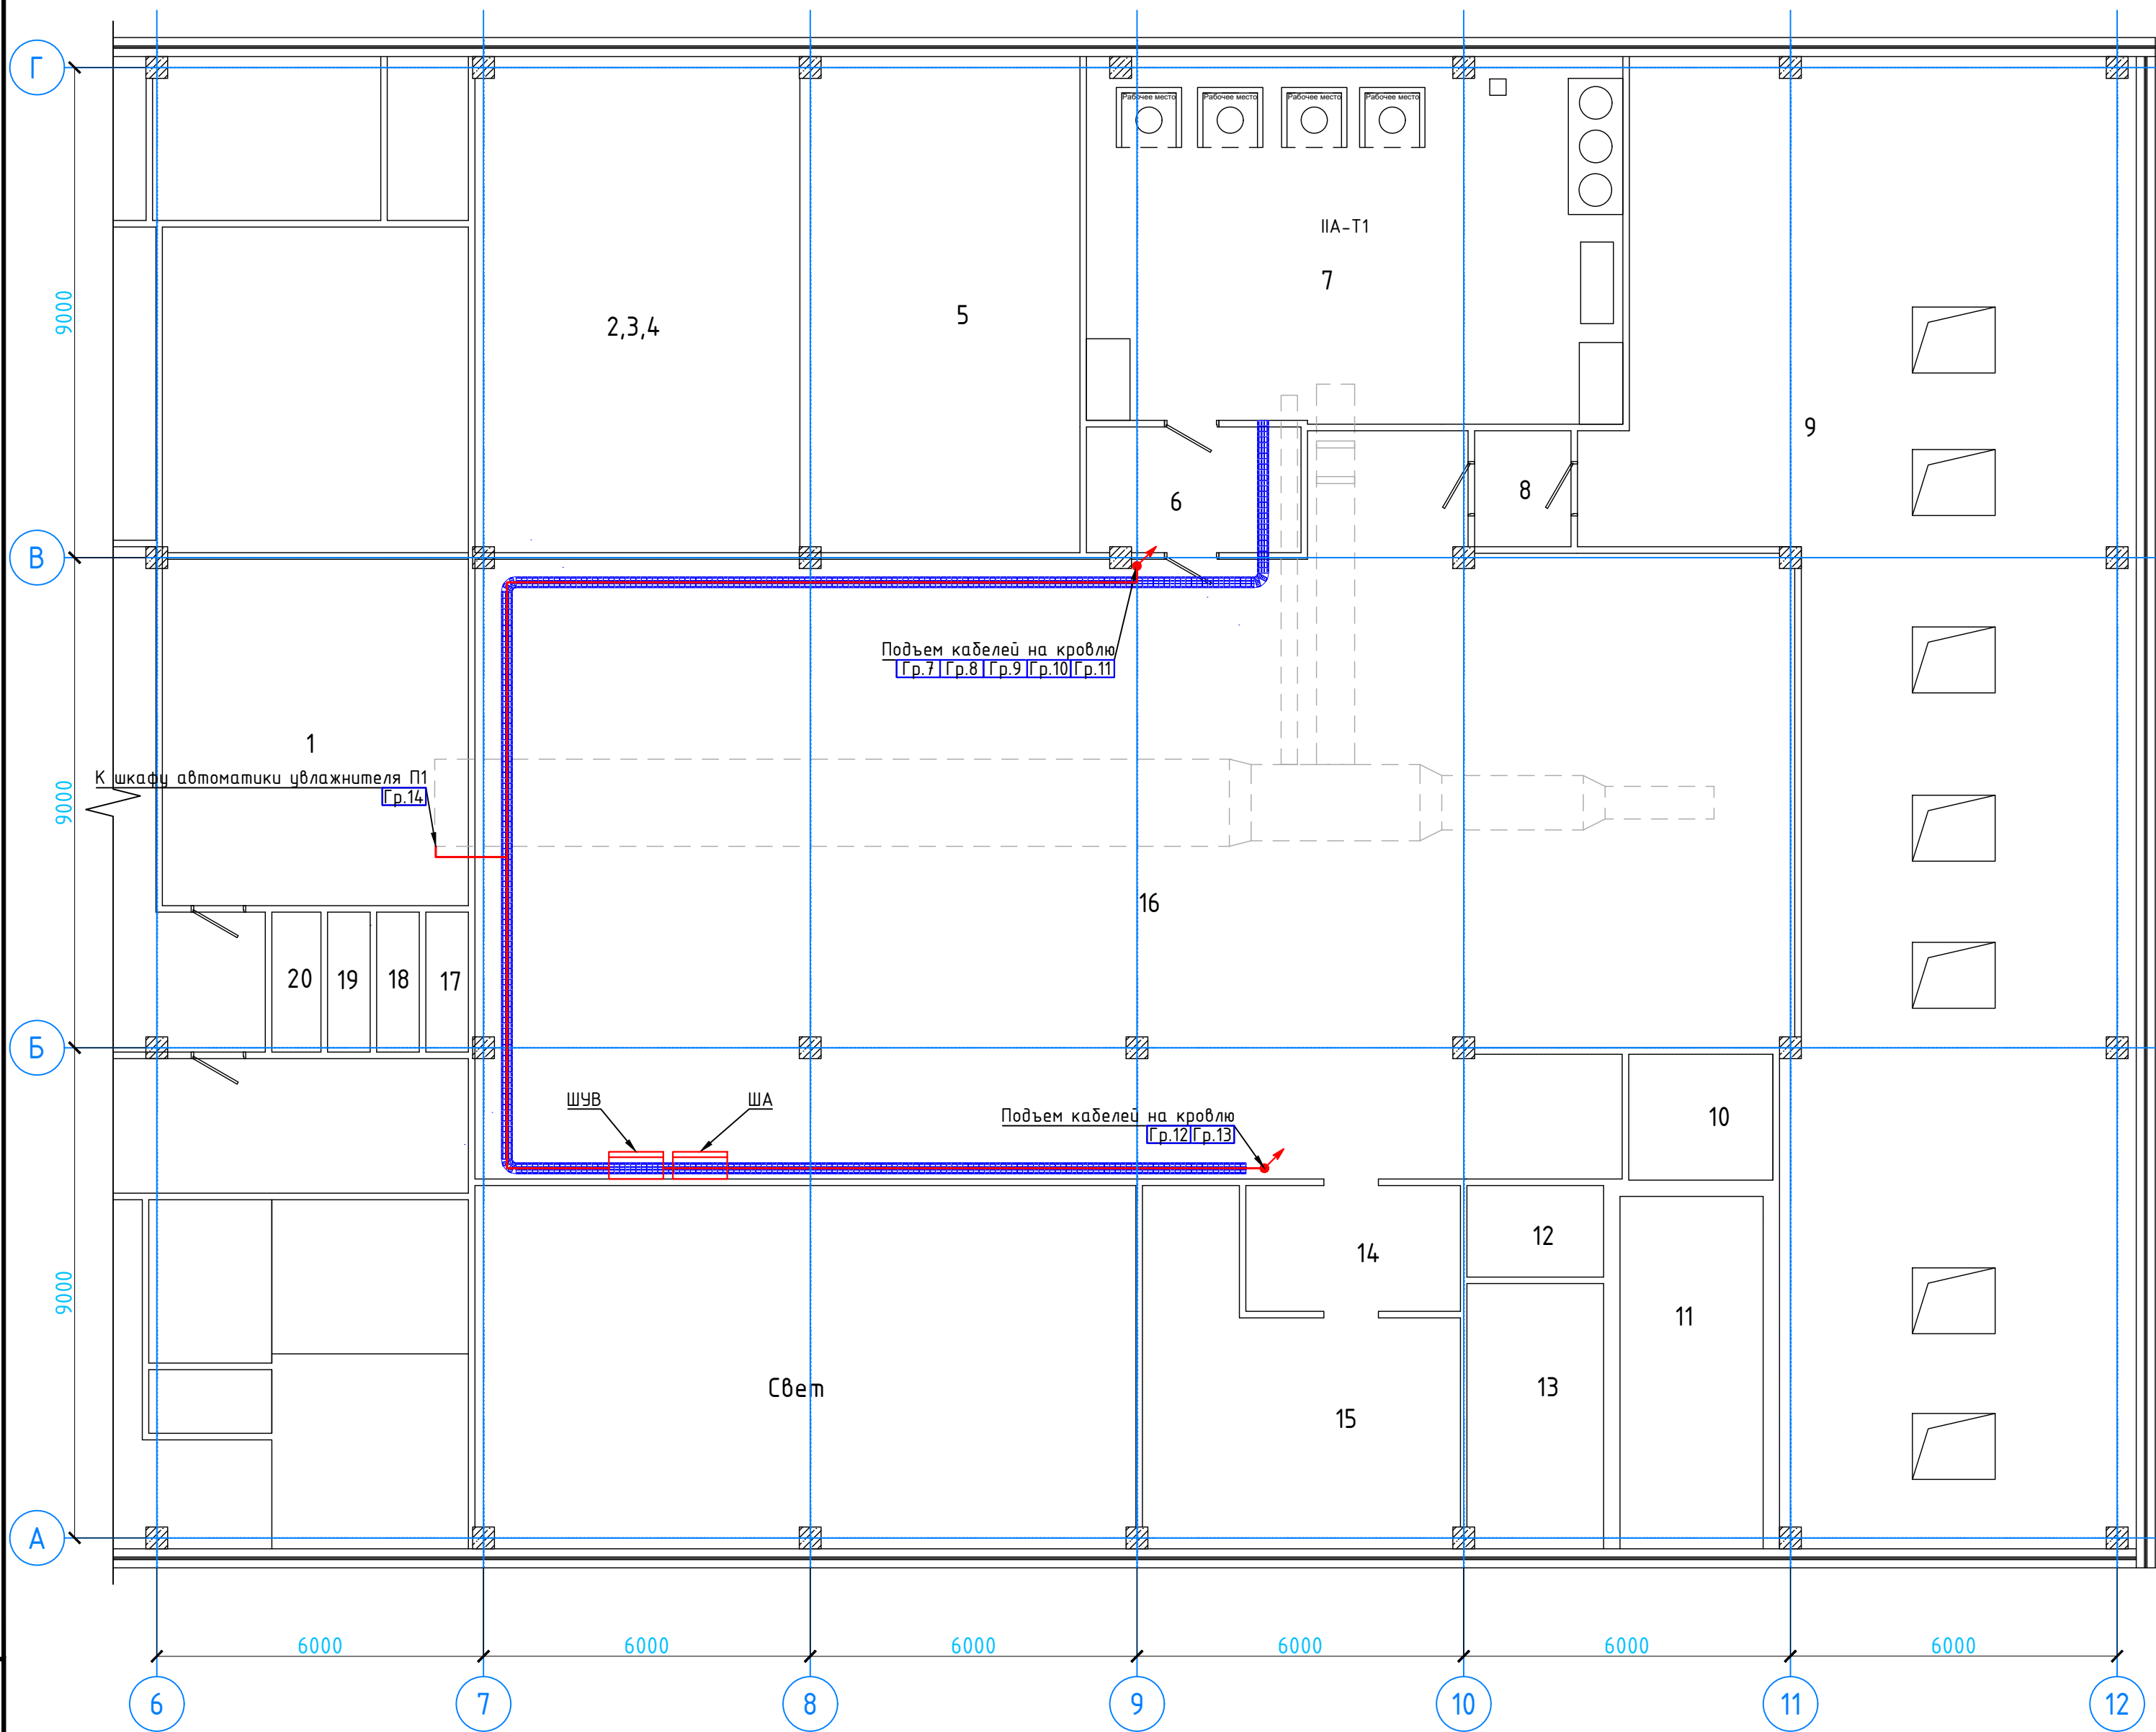 Г
Рабочее место
Рабочее место
Рабочее место
Рабочее место
IIА-Т1
7
9000
2,3,4
5
9
8
6
В
Подъем кабелей на кровлю
Гр.7 Гр.8 Гр.9 Гр.10 Гр.11
1
К шкафу автоматики увлажнителя П1
Гр.14
9000
16
20
19
18
17
Б
ШУВ
ША
Подъем кабелей на кровлю
Гр.12 Гр.13
10
12
14
9000
11
Свет
13
15
А
6000
6000
6000
6000
6000
6000
6
7
8
9
10
11
12